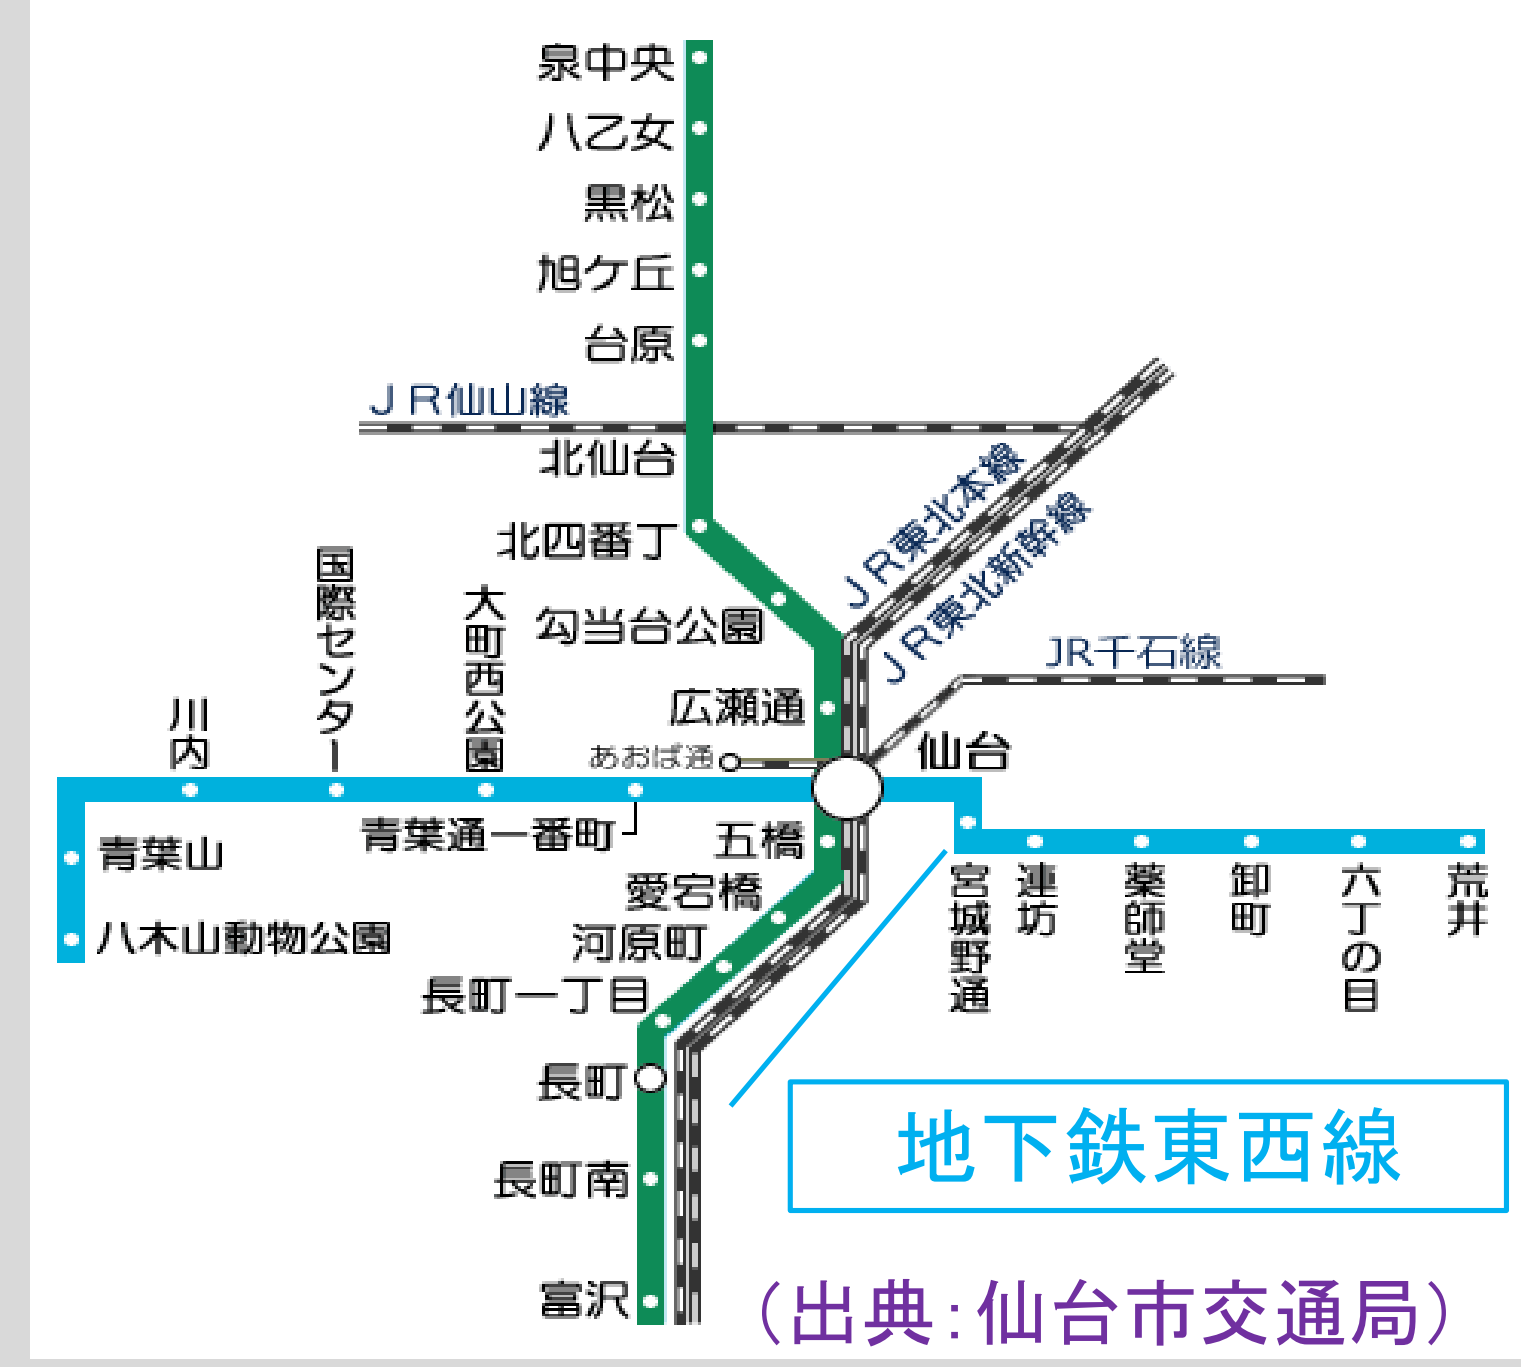 泉中央
八乙女
黒松
旭ケ丘
台原
JR仙山線
北仙台
JR東北本線
JR東北新幹線
北四番丁
国際センター
大町西公園
勾当台公園
JR千石線
川内
広瀬通
あおば通
仙台
青葉通一番町
五橋
青葉山
愛宕橋
宮城野通
連坊
薬師堂
卸町
六丁の目
荒井
八木山動物公園
河原町
長町一丁目
長町
地下鉄東西線
長町南
富沢
（出典：仙台市交通局）